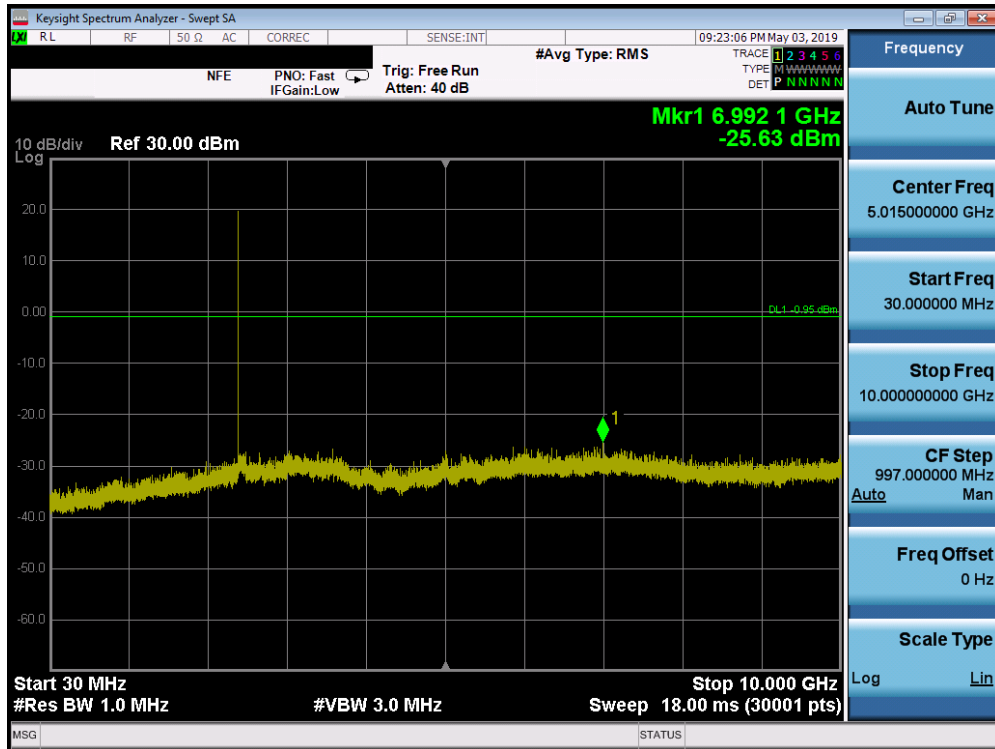 Keysight Spectrum Analyzer - Swept SA
LXI RL RF 50 Ω AC CORREC SENSE:INT 09:23:06 PM May 03, 2019
#Avg Type: RMS
TRACE 1 2 3 4 5 6
TYPE M WWWWW
DET P N N N N N
NFE PNO: Fast Trig: Free Run
IFGain:Low Atten: 40 dB
Mkr1 6.992 1 GHz
-25.63 dBm
10 dB/div Ref 30.00 dBm
Log
20.0
10.0
0.00
DL1 -0.95 dBm
-10.0
-20.0
1
-30.0
-40.0
-50.0
-60.0
Start 30 MHz Stop 10.000 GHz
#Res BW 1.0 MHz #VBW 3.0 MHz Sweep 18.00 ms (30001 pts)
MSG STATUS
Frequency
Auto Tune
Center Freq
5.015000000 GHz
Start Freq
30.000000 MHz
Stop Freq
10.000000000 GHz
CF Step
997.000000 MHz
Auto Man
Freq Offset
0 Hz
Scale Type
Log Lin